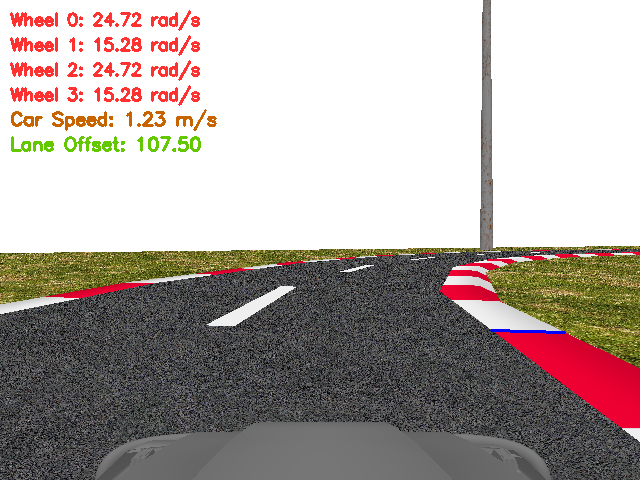 Wheel 0: 24.72 rad/s
Wheel 1: 15.28 rad/s
Wheel 2: 24.72 rad/s
Wheel 3: 15.28 rad/s
Car Speed: 1.23 m/s
Lane Offset: 107.50